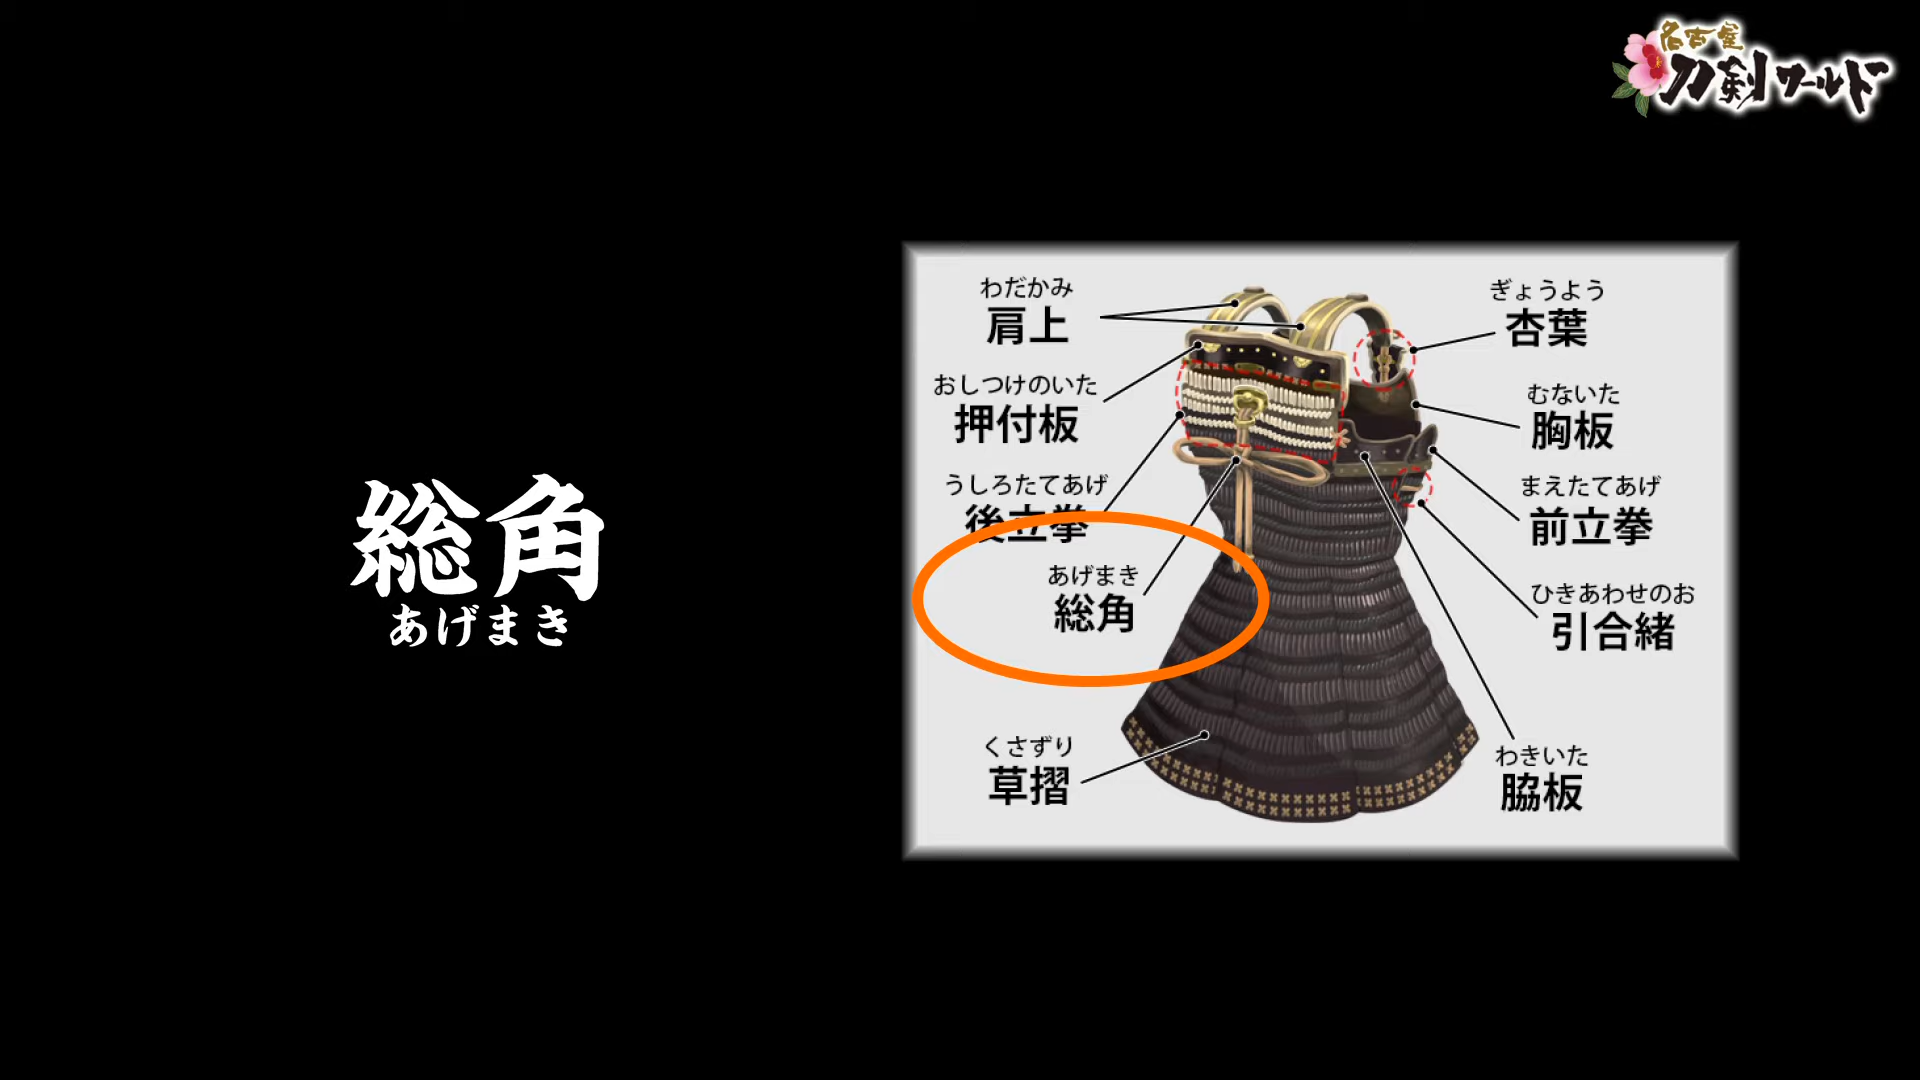 名古屋
刀剣ワールド
総角
あげまき
わだかみ
肩上
おしつけのいた
押付板
うしろたてあげ
後立挙
あげまき
総角
くさずり
草摺
ぎょうよう
杏葉
むないた
胸板
まえたてあげ
前立挙
ひきあわせのお
引合緒
わきいた
脇板